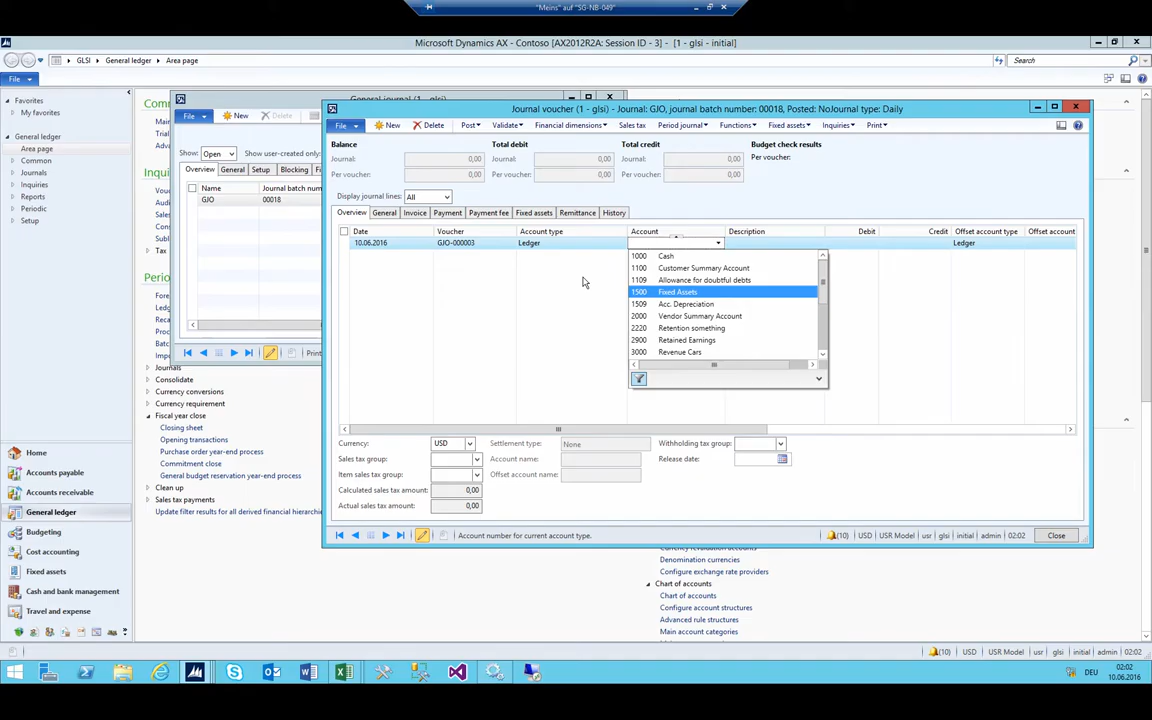 "Meins" auf "SG-NB-049"
Microsoft Dynamics AX - Contoso [AX2012R2A: Session ID - 3] - [1 - glsi - initial]
GLSI General ledger Area page
Search
File
Favorites
My favorites
General ledger
Area page
Common
Journals
Inquiries
Reports
Periodic
Setup
File New Delete
Show: Open Show user-created only:
Overview General Setup Blocking
Name Journal batch num
GJO 00018
Print
Journal voucher (1 - glsi) - Journal: GJO, journal batch number: 00018, Posted: NoJournal type: Daily
File New Delete Post Validate Financial dimensions Sales tax Period journal Functions Fixed assets Inquiries Print
Balance Total debit Total credit Budget check results
Journal: 0,00 Journal: 0,00 Journal: 0,00 Per voucher:
Per voucher: 0,00 Per voucher: 0,00 Per voucher: 0,00
Display journal lines: All
Overview General Invoice Payment Payment fee Fixed assets Remittance History
Date Voucher Account type Account Description Debit Credit Offset account type Offset account
10.06.2016 GJO-000003 Ledger Ledger
1000 Cash
1100 Customer Summary Account
1109 Allowance for doubtful debts
1500 Fixed Assets
1509 Acc. Depreciation
2000 Vendor Summary Account
2220 Retention something
2900 Retained Earnings
3000 Revenue Cars
Currency: USD Settlement type: None Withholding tax group:
Sales tax group: Account name: Release date:
Item sales tax group: Offset account name:
Calculated sales tax amount: 0,00
Actual sales tax amount: 0,00
Account number for current account type. (10) USD USR Model usr glsi initial admin 02:02 Close
Journals
Consolidate
Currency conversions
Currency requirement
Fiscal year close
Closing sheet
Opening transactions
Purchase order year-end process
Commitment close
General budget reservation year-end process
Clean up
Sales tax payments
Update filter results for all derived financial hierarchie
Denomination currencies
Configure exchange rate providers
Chart of accounts
Chart of accounts
Configure account structures
Advanced rule structures
Main account categories
Home
Accounts payable
Accounts receivable
General ledger
Budgeting
Cost accounting
Fixed assets
Cash and bank management
Travel and expense
(10) USD USR Model usr glsi initial admin 02:02
DEU 02:02
10.06.2016